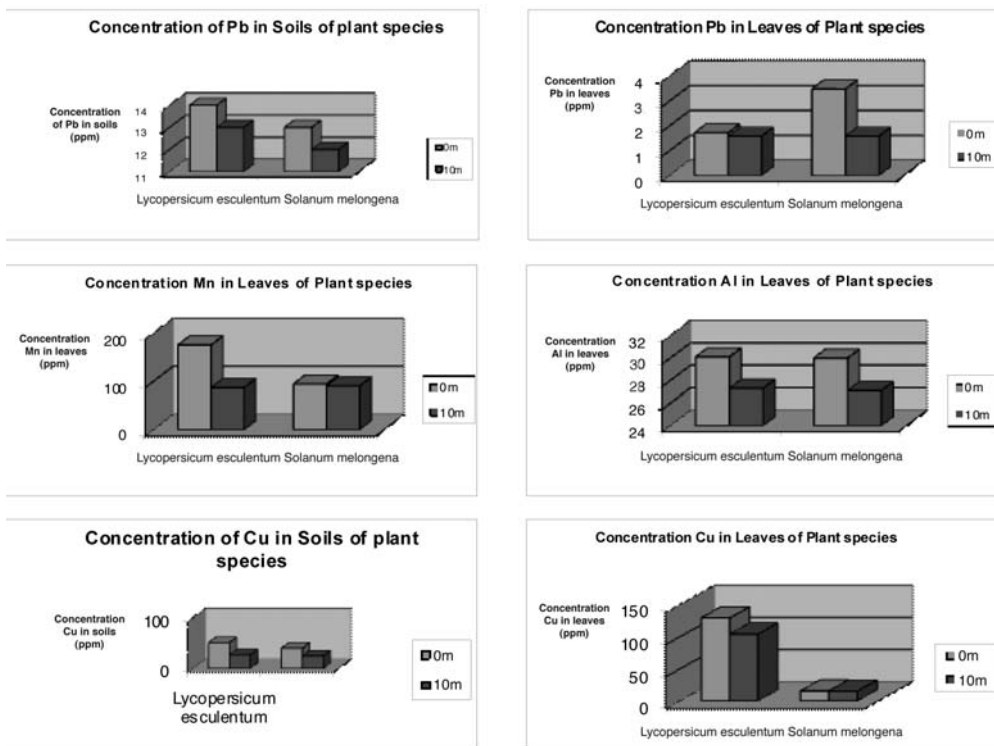 Concentration of Pb in Soils of plant species
Concentration
of Pb in soils
(ppm)
14
13
12
11
0m
10m
Lycopersicum esculentum Solanum melongena
Concentration Pb in Leaves of Plant species
Concentration
Pb in leaves
(ppm)
4
3
2
1
0
0m
10m
Lycopersicum esculentum Solanum melongena
Concentration Mn in Leaves of Plant species
Concentration
Mn in leaves
(ppm)
200
100
0
0m
10m
Lycopersicum esculentum Solanum melongena
Concentration Al in Leaves of Plant species
Concentration
Al in leaves
(ppm)
32
30
28
26
24
0m
10m
Lycopersicum esculentum Solanum melongena
Concentration of Cu in Soils of plant
species
Concentration
Cu in soils
(ppm)
100
0
0m
10m
Lycopersicum
esculentum
Concentration Cu in Leaves of Plant species
Concentration
Cu in leaves
(ppm)
150
100
50
0
0m
10m
Lycopersicum esculentum Solanum melongena